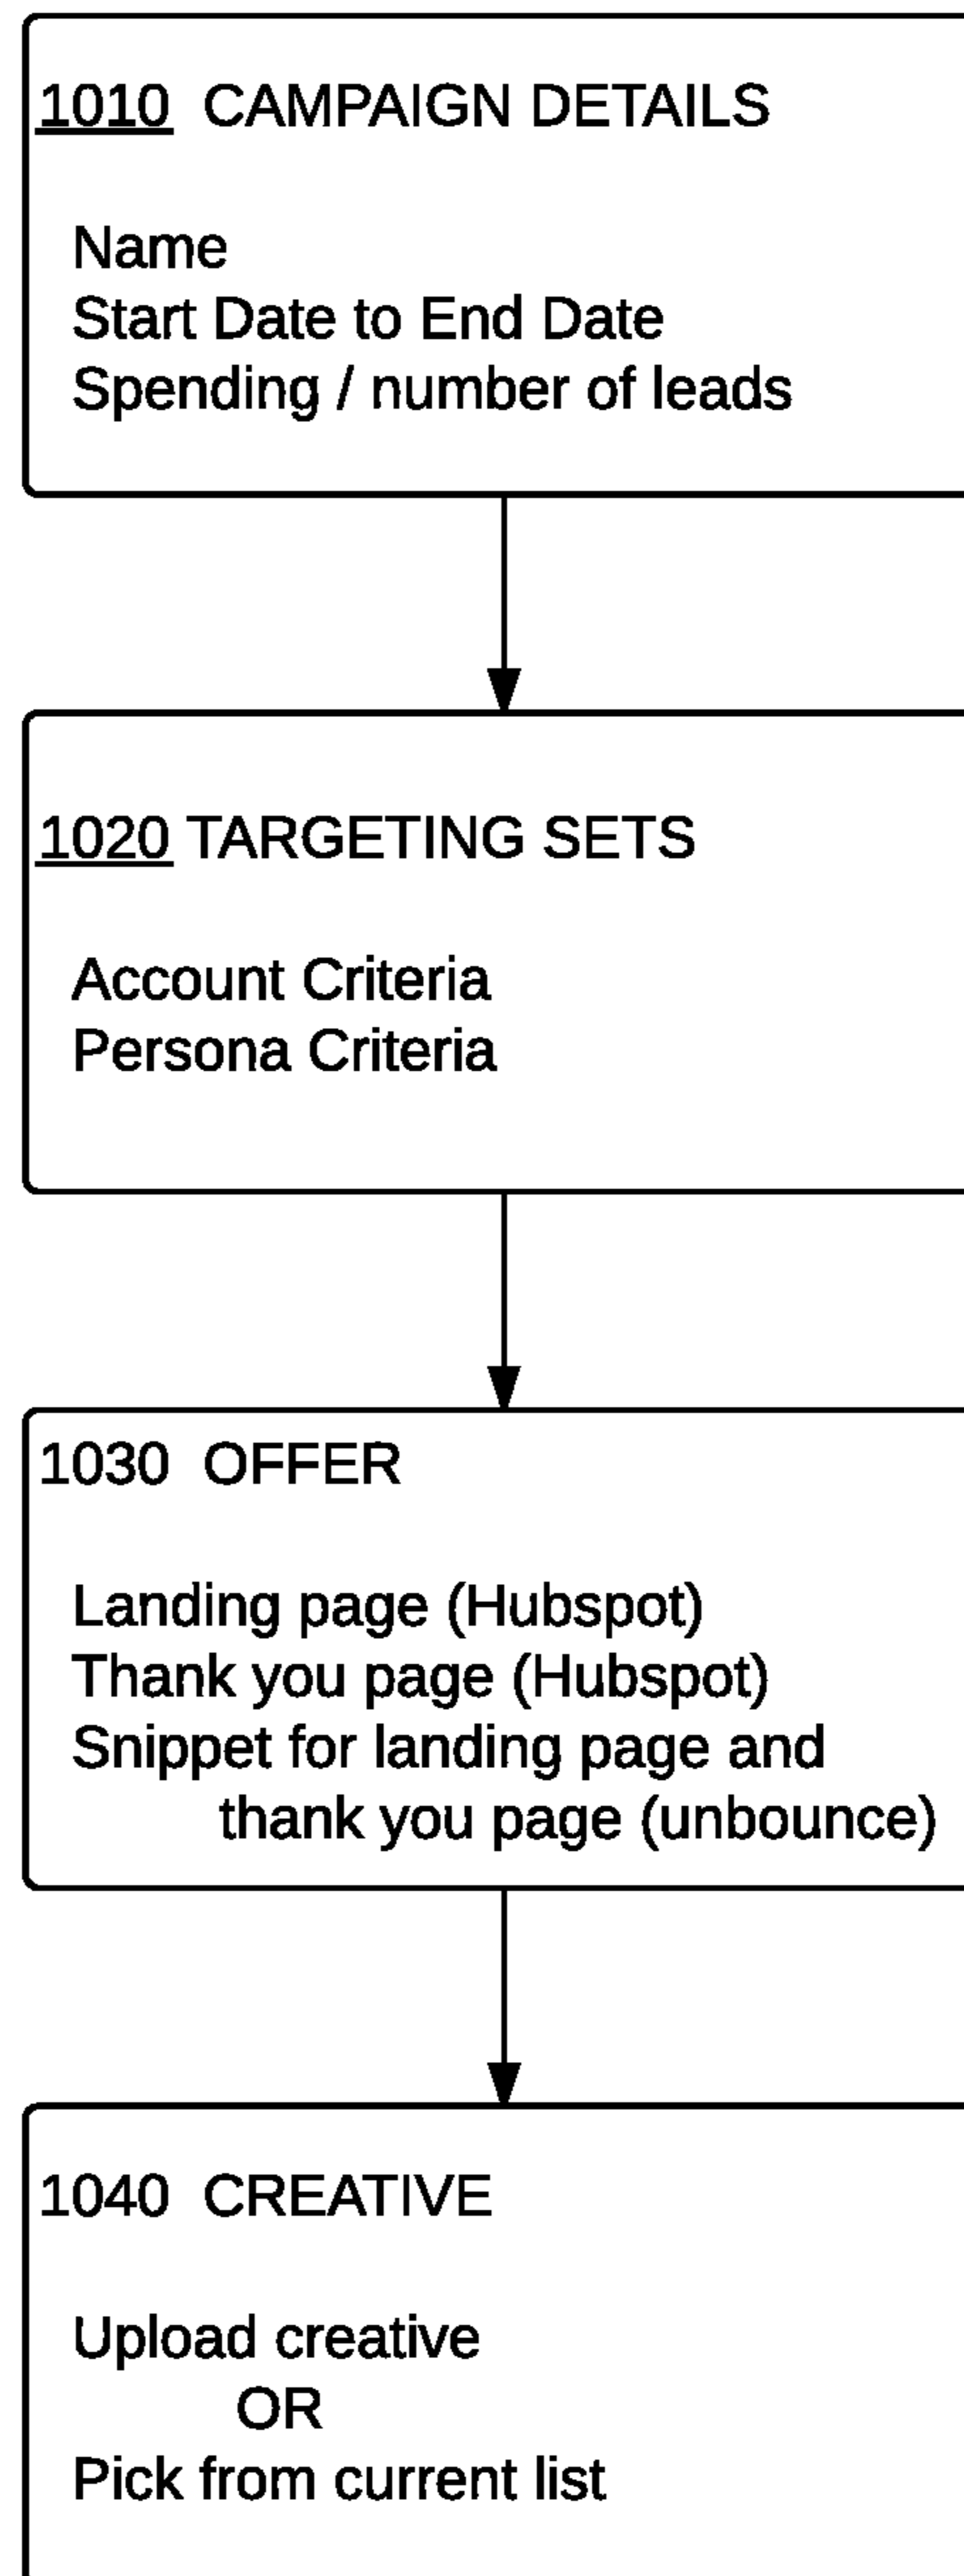 1010 CAMPAIGN DETAILS
Name
Start Date to End Date
Spending / number of leads
1020 TARGETING SETS
Account Criteria
Persona Criteria
1030 OFFER
Landing page (Hubspot)
Thank you page (Hubspot)
Snippet for landing page and
thank you page (unbounce)
1040 CREATIVE
Upload creative
OR
Pick from current list